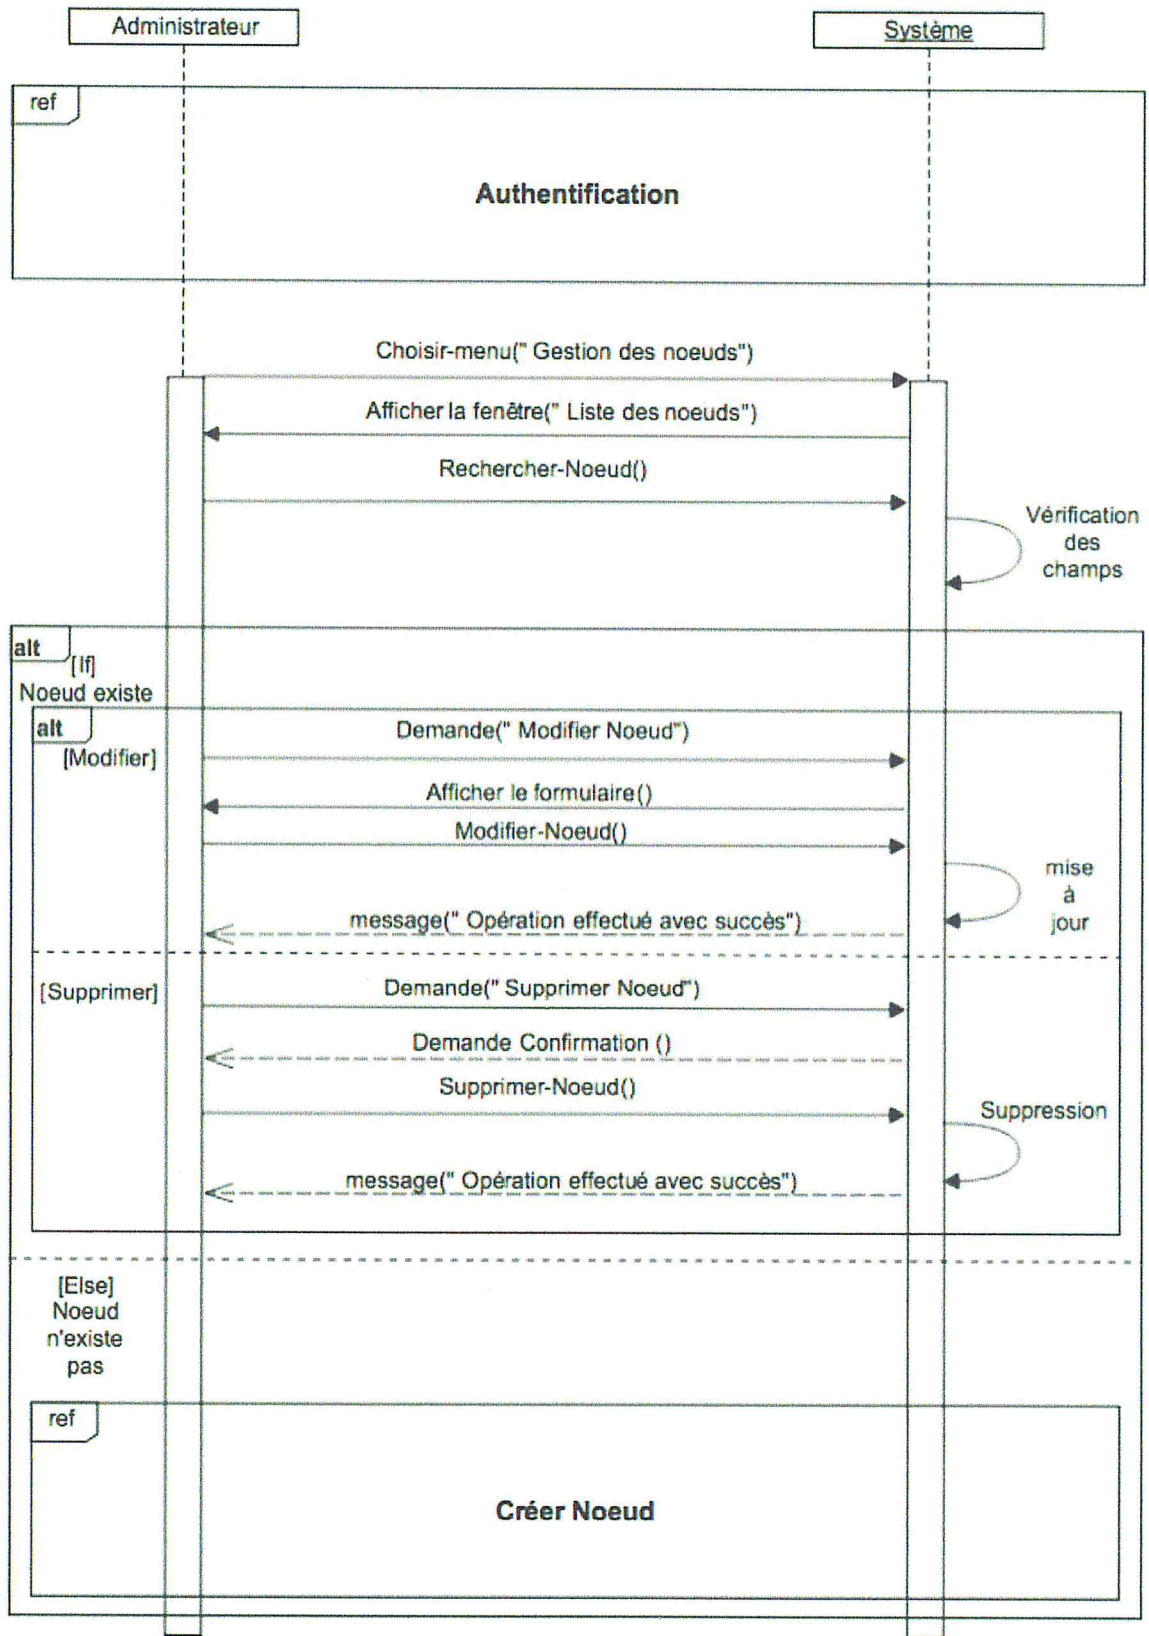 Administrateur
Système
ref
Authentification
Choisir-menu(" Gestion des noeuds")
Afficher la fenêtre(" Liste des noeuds")
Rechercher-Noeud()
Vérification
des
champs
alt
[If]
Noeud existe
alt
[Modifier]
Demande(" Modifier Noeud")
Afficher le formulaire()
Modifier-Noeud()
mise
à
jour
message(" Opération effectué avec succès")
[Supprimer]
Demande(" Supprimer Noeud")
Demande Confirmation ()
Supprimer-Noeud()
Suppression
message(" Opération effectué avec succès")
[Else]
Noeud
n'existe
pas
ref
Créer Noeud